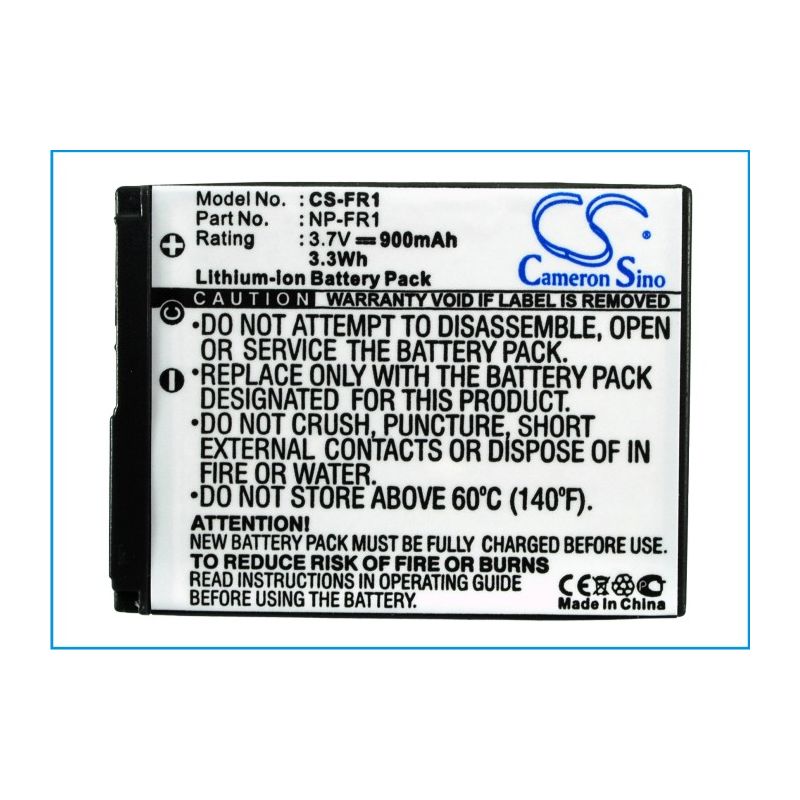 Model No. : CS-FR1
Part No. : NP-FR1
Rating : 3.7V ⎓ 900mAh
3.3Wh
Lithium-Ion Battery Pack
CS
Cameron Sino
+
C
-
CAUTION WARRANTY VOID IF LABEL IS REMOVED
•DO NOT ATTEMPT TO DISASSEMBLE, OPEN
OR SERVICE THE BATTERY PACK.
•REPLACE ONLY WITH THE BATTERY PACK
DESIGNATED FOR THIS PRODUCT.
•DO NOT CRUSH, PUNCTURE, SHORT
EXTERNAL CONTACTS OR DISPOSE OF IN
FIRE OR WATER.
•DO NOT STORE ABOVE 60ºC (140ºF).
ATTENTION!
NEW BATTERY PACK MUST BE FULLY CHARGED BEFORE USE
TO REDUCE RISK OF FIRE OR BURNS
READ INSTRUCTIONS IN OPERATING GUIDE
BEFORE USING THE BATTERY PACK
CE
Made In China